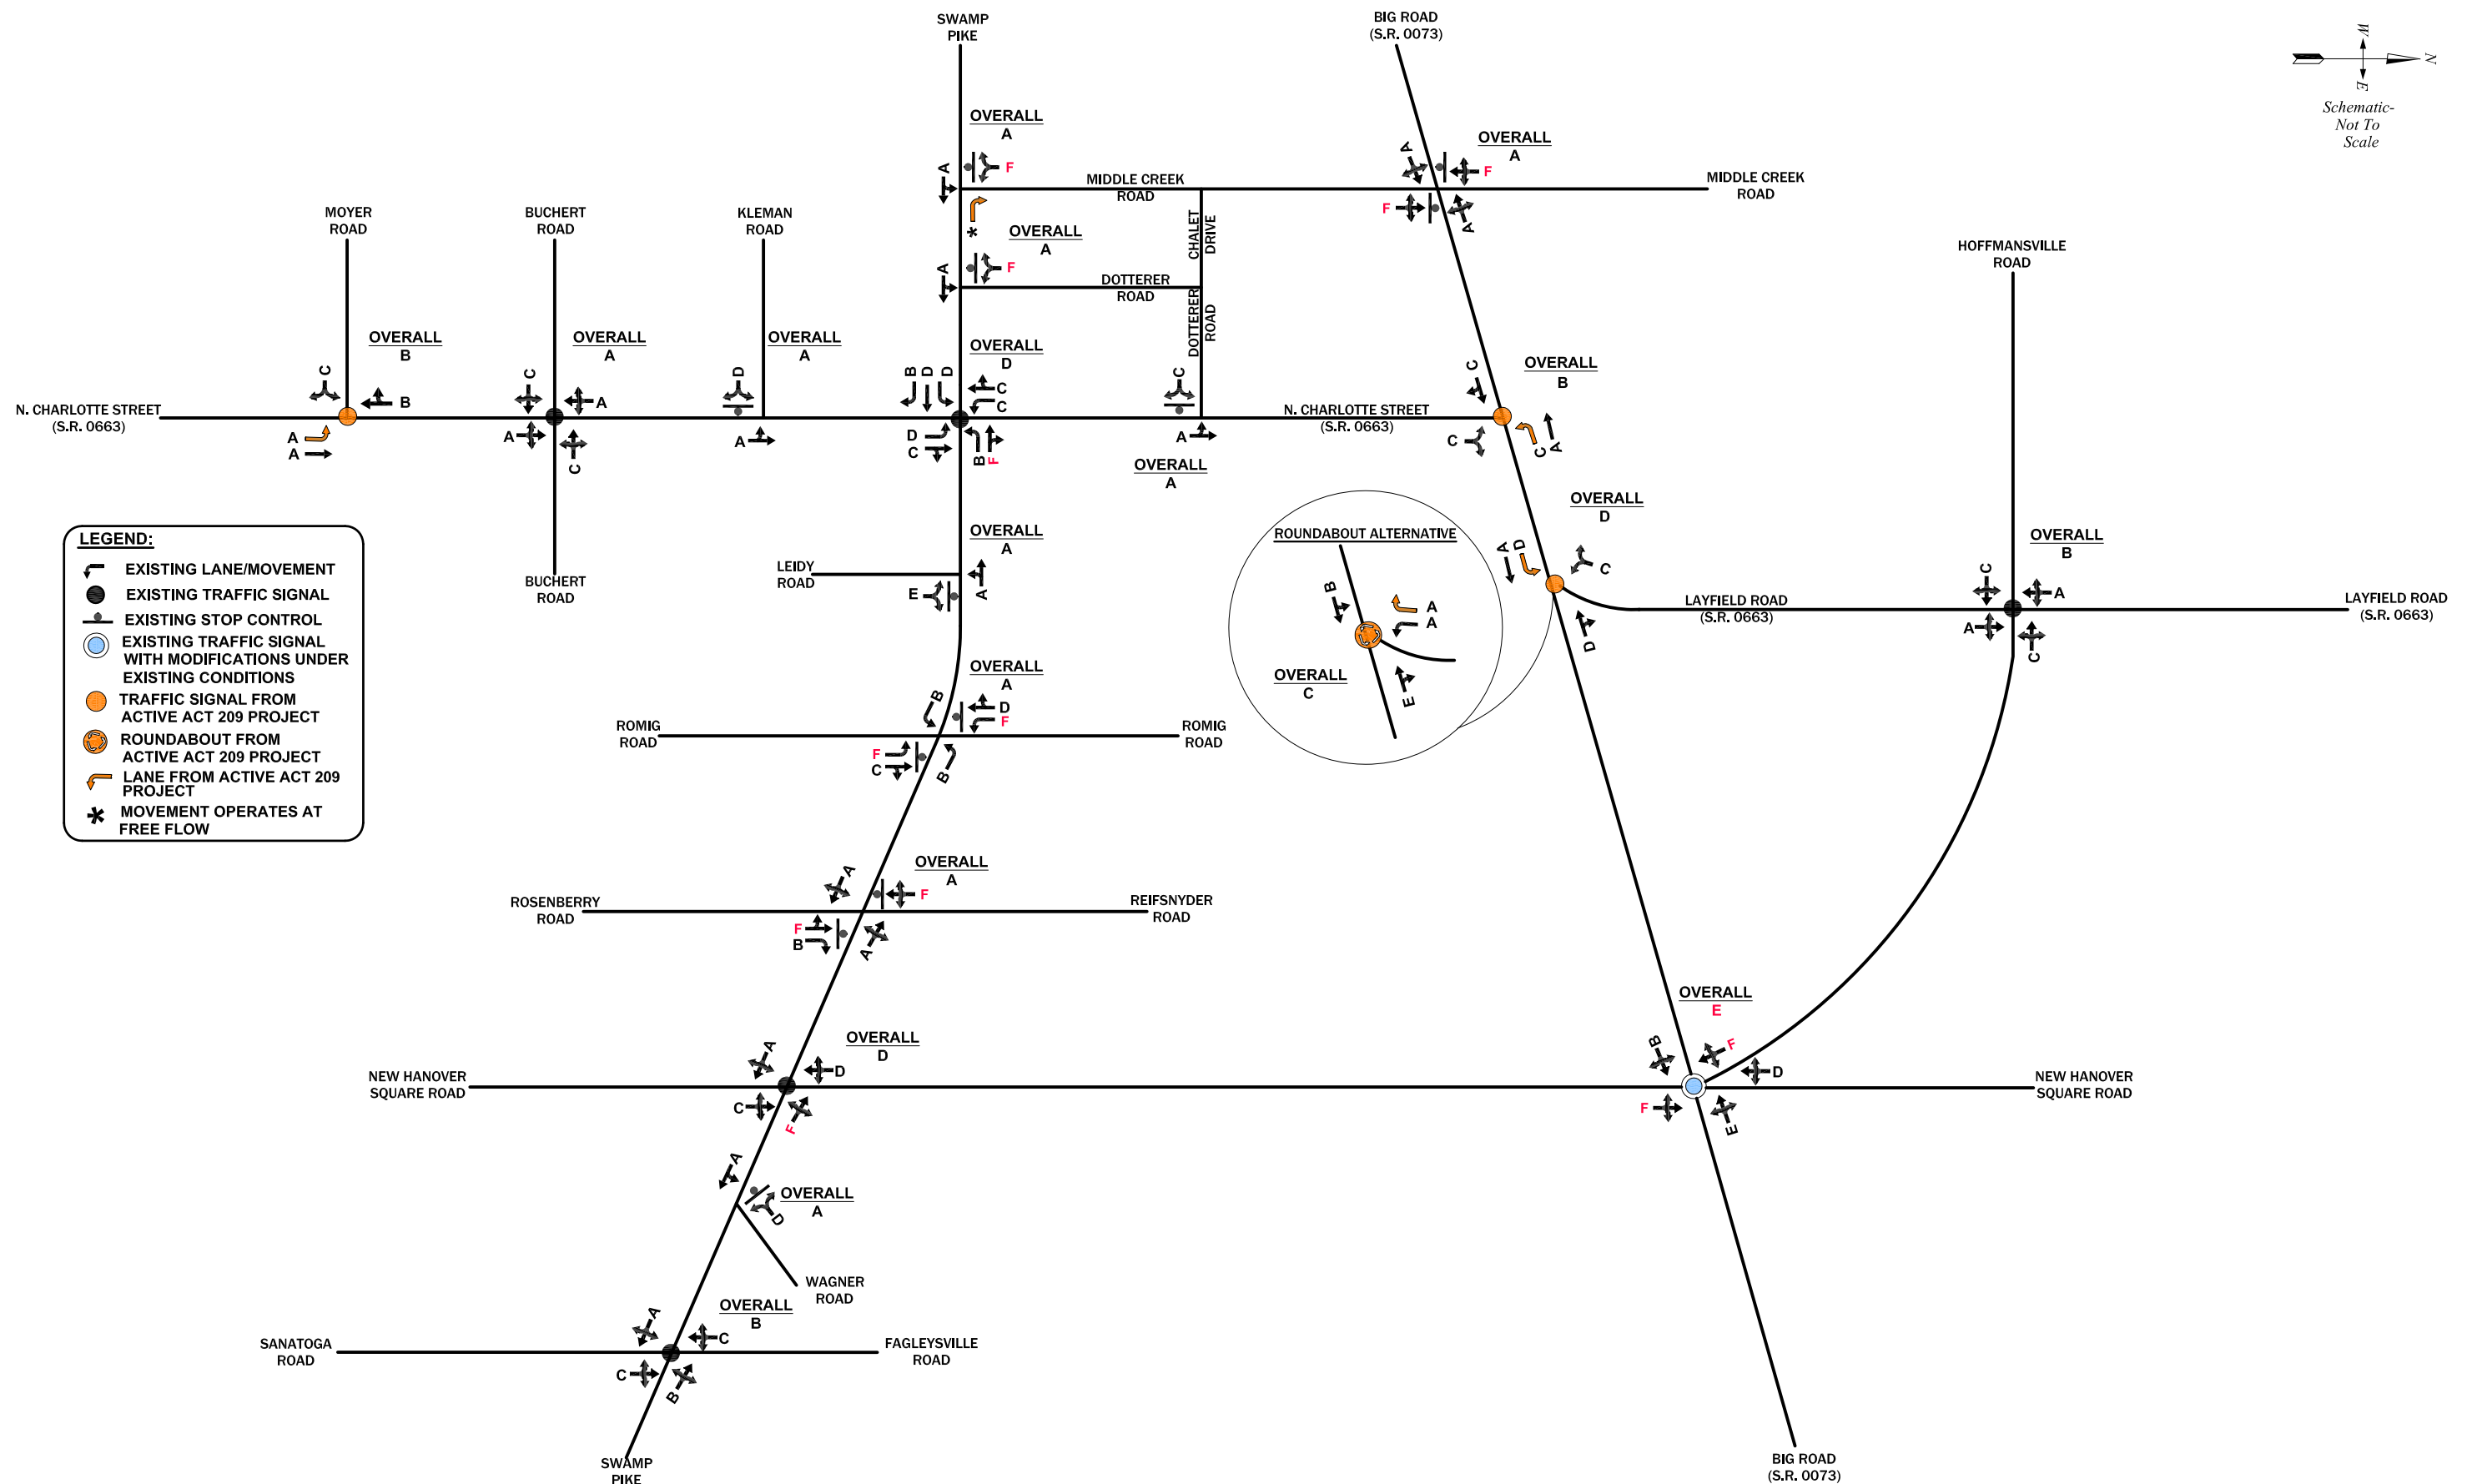 SWAMP
PIKE
BIG ROAD
(S.R. 0073)
W
N
E
Schematic-
Not To
Scale
OVERALL
A
A
F
MIDDLE CREEK
ROAD
A
OVERALL
A
F
F
A
MIDDLE CREEK
ROAD
MOYER
ROAD
BUCHERT
ROAD
KLEMAN
ROAD
*
OVERALL
A
A
F
DOTTERER
ROAD
CHALET
DRIVE
DOTTERER
ROAD
HOFFMANSVILLE
ROAD
N. CHARLOTTE STREET
(S.R. 0663)
C
OVERALL
B
B
A
A
C
OVERALL
A
A
A
C
D
OVERALL
A
A
B
D
D
OVERALL
D
C
C
D
C
B
F
C
A
OVERALL
A
N. CHARLOTTE STREET
(S.R. 0663)
C
OVERALL
B
C
C
A
BUCHERT
ROAD
LEGEND:
EXISTING LANE/MOVEMENT
EXISTING TRAFFIC SIGNAL
EXISTING STOP CONTROL
EXISTING TRAFFIC SIGNAL
WITH MODIFICATIONS UNDER
EXISTING CONDITIONS
TRAFFIC SIGNAL FROM
ACTIVE ACT 209 PROJECT
ROUNDABOUT FROM
ACTIVE ACT 209 PROJECT
LANE FROM ACTIVE ACT 209
PROJECT
* MOVEMENT OPERATES AT
FREE FLOW
LEIDY
ROAD
OVERALL
A
E
A
ROUNDABOUT ALTERNATIVE
B
A
A
E
OVERALL
C
OVERALL
D
A
D
C
D
LAYFIELD ROAD
(S.R. 0663)
OVERALL
B
C
A
A
C
LAYFIELD ROAD
(S.R. 0663)
ROMIG
ROAD
B
OVERALL
A
D
F
F
C
B
ROMIG
ROAD
ROSENBERRY
ROAD
A
OVERALL
A
F
F
B
A
REIFSNYDER
ROAD
NEW HANOVER
SQUARE ROAD
A
OVERALL
D
D
C
F
OVERALL
E
B
F
D
F
E
NEW HANOVER
SQUARE ROAD
A
OVERALL
A
D
WAGNER
ROAD
SANATOGA
ROAD
A
OVERALL
B
C
C
B
FAGLEYSVILLE
ROAD
SWAMP
PIKE
BIG ROAD
(S.R. 0073)